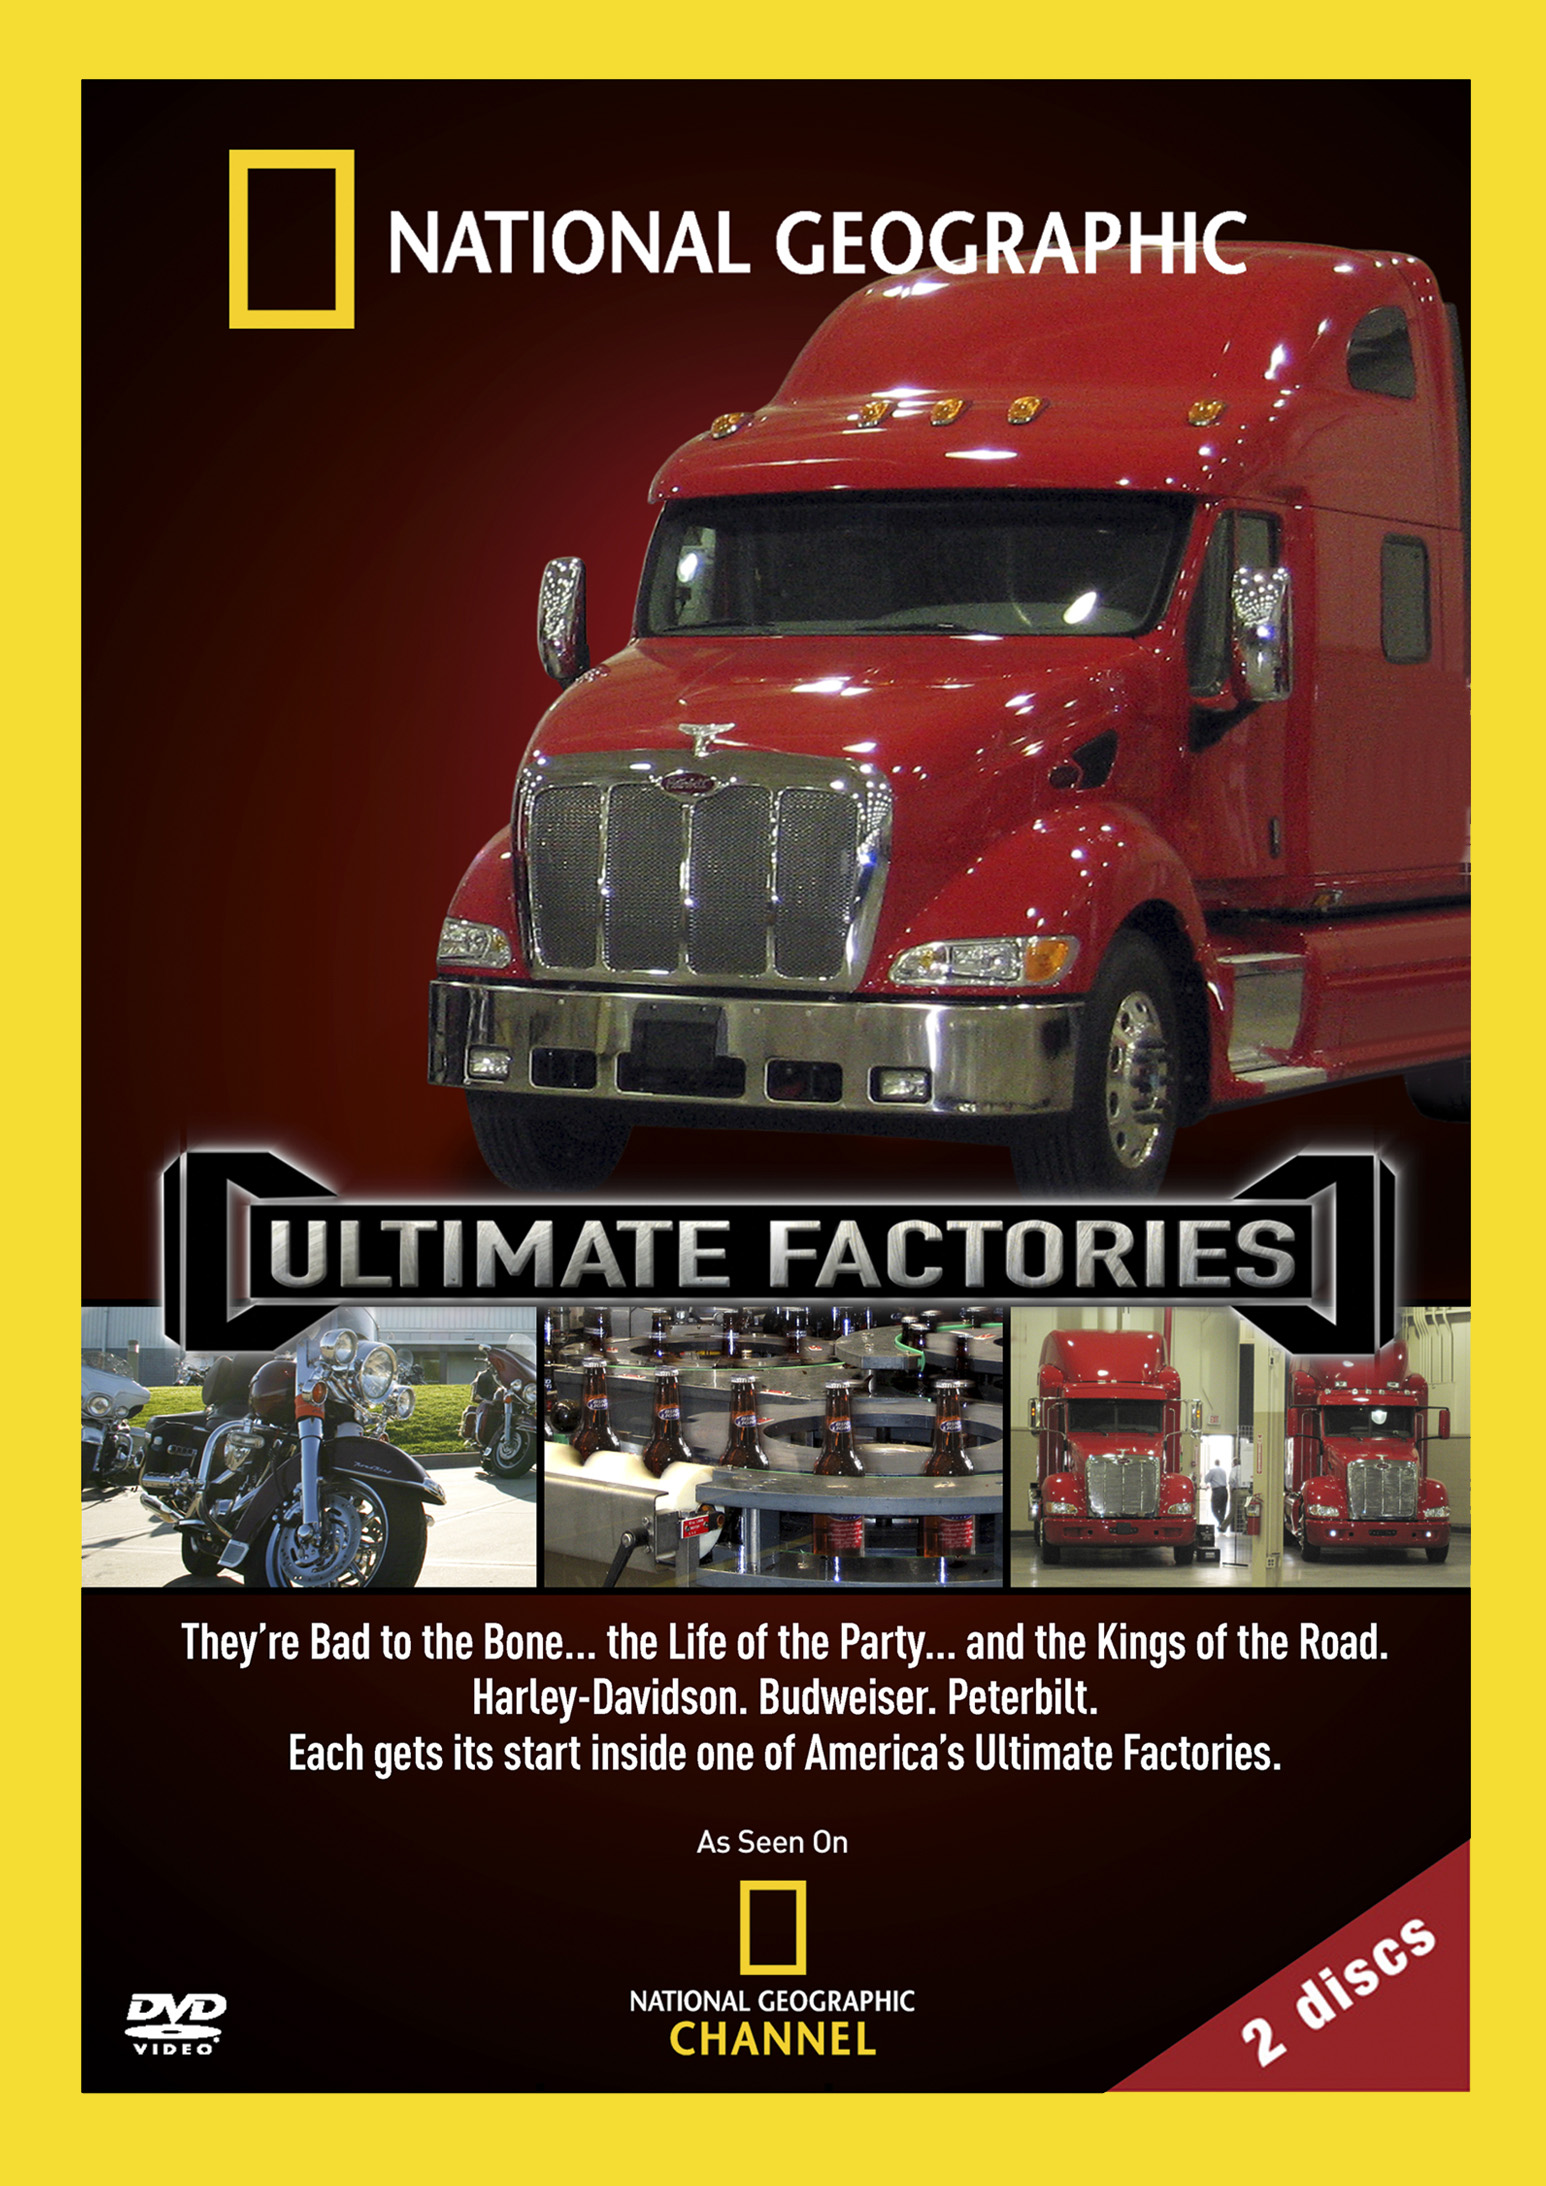 NATIONAL GEOGRAPHIC
Peterbilt
ULTIMATE FACTORIES
They're Bad to the Bone... the Life of the Party... and the Kings of the Road.
Harley-Davidson. Budweiser. Peterbilt.
Each gets its start inside one of America's Ultimate Factories.
As Seen On
NATIONAL GEOGRAPHIC
CHANNEL
DVD
VIDEO
2 discs